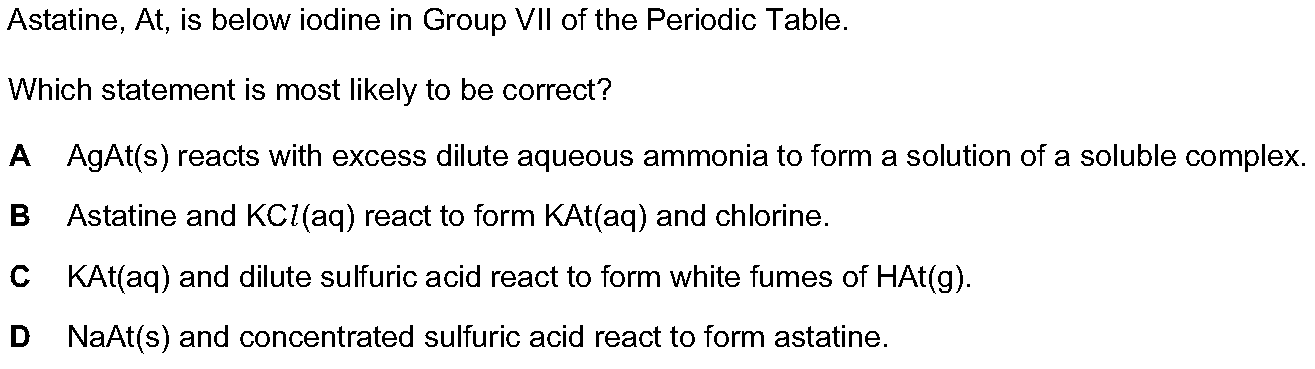 Astatine, At, is below iodine in Group VII of the Periodic Table.
Which statement is most likely to be correct?
A AgAt(s) reacts with excess dilute aqueous ammonia to form a solution of a soluble complex.
B Astatine and KCl(aq) react to form KAt(aq) and chlorine.
C KAt(aq) and dilute sulfuric acid react to form white fumes of HAt(g).
D NaAt(s) and concentrated sulfuric acid react to form astatine.